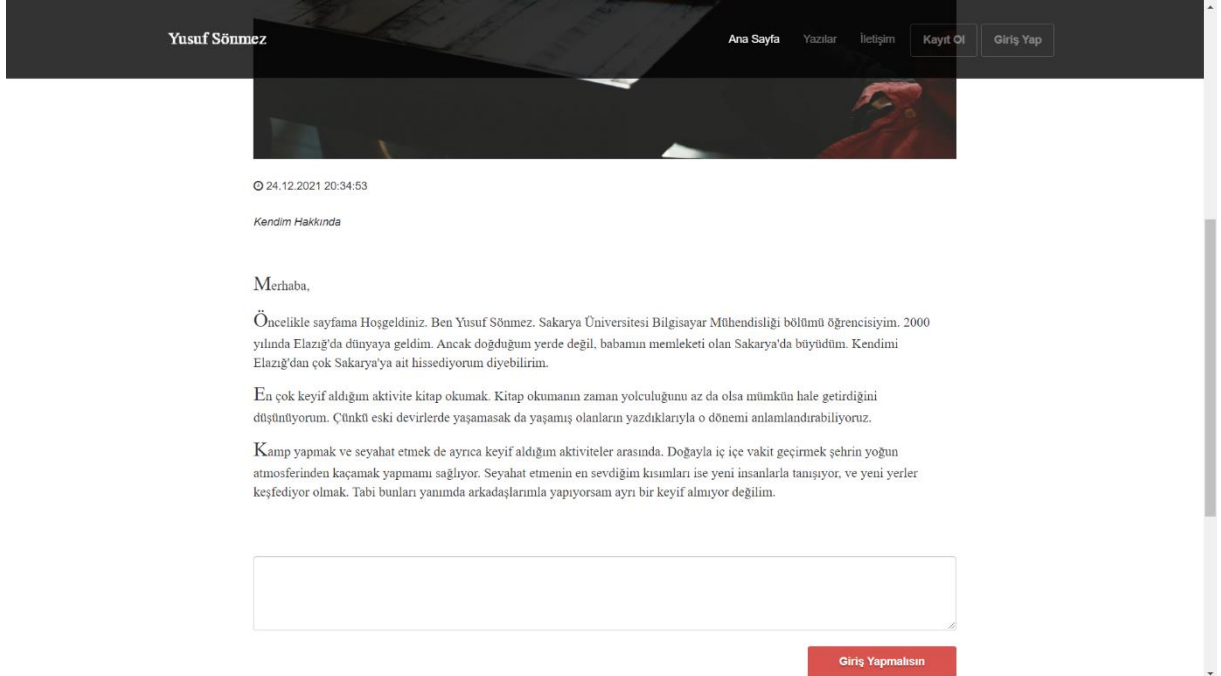 Yusuf Sönmez
Ana Sayfa Yazılar İletişim Kayıt Ol Giriş Yap
24.12.2021 20:34:53
Kendim Hakkında
Merhaba,
Öncelikle sayfama Hoşgeldiniz. Ben Yusuf Sönmez. Sakarya Üniversitesi Bilgisayar Mühendisliği bölümü öğrencisiyim. 2000
yılında Elazığ'da dünyaya geldim. Ancak doğduğum yerde değil, babamın memleketi olan Sakarya'da büyüdüm. Kendimi
Elazığ'dan çok Sakarya'ya ait hissediyorum diyebilirim.
En çok keyif aldığım aktivite kitap okumak. Kitap okumanın zaman yolculuğunu az da olsa mümkün hale getirdiğini
düşünüyorum. Çünkü eski devirlerde yaşamasak da yaşamış olanların yazdıklarıyla o dönemi anlamlandırabiliyoruz.
Kamp yapmak ve seyahat etmek de ayrıca keyif aldığım aktiviteler arasında. Doğayla iç içe vakit geçirmek şehrin yoğun
atmosferinden kaçamak yapmamı sağlıyor. Seyahat etmenin en sevdiğim kısımları ise yeni insanlarla tanışıyor, ve yeni yerler
keşfediyor olmak. Tabi bunları yanımda arkadaşlarımla yapıyorsam ayrı bir keyif almıyor değilim.
Giriş Yapmalısın